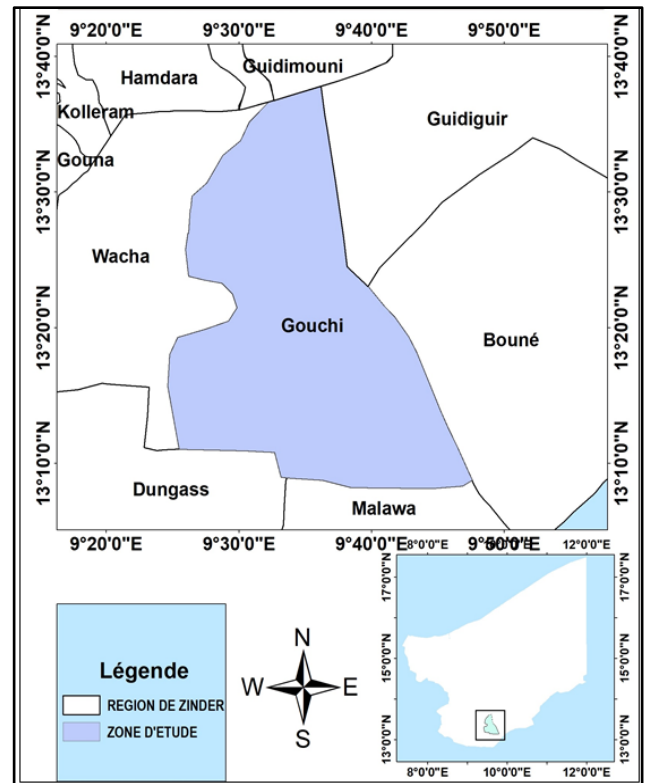 9°20'0"E 9°30'0"E 9°40'0"E 9°50'0"E
13°40'0"N 13°40'0"N
Guidimouni
Hamdara
Kolleram
Guidiguir
Gouna
13°30'0"N 13°30'0"N
Wacha
Gouchi
Bouné
13°20'0"N 13°20'0"N
13°10'0"N 13°10'0"N
Dungass
Malawa
9°20'0"E 9°30'0"E 9°40'0"E
8°0'0"E 10°0'0"E 12°0'0"E
17°0'0"N 17°0'0"N
15°0'0"N 15°0'0"N
13°0'0"N 13°0'0"N
8°0'0"E 10°0'0"E 12°0'0"E
Légende
REGION DE ZINDER
ZONE D'ETUDE
N
W E
S